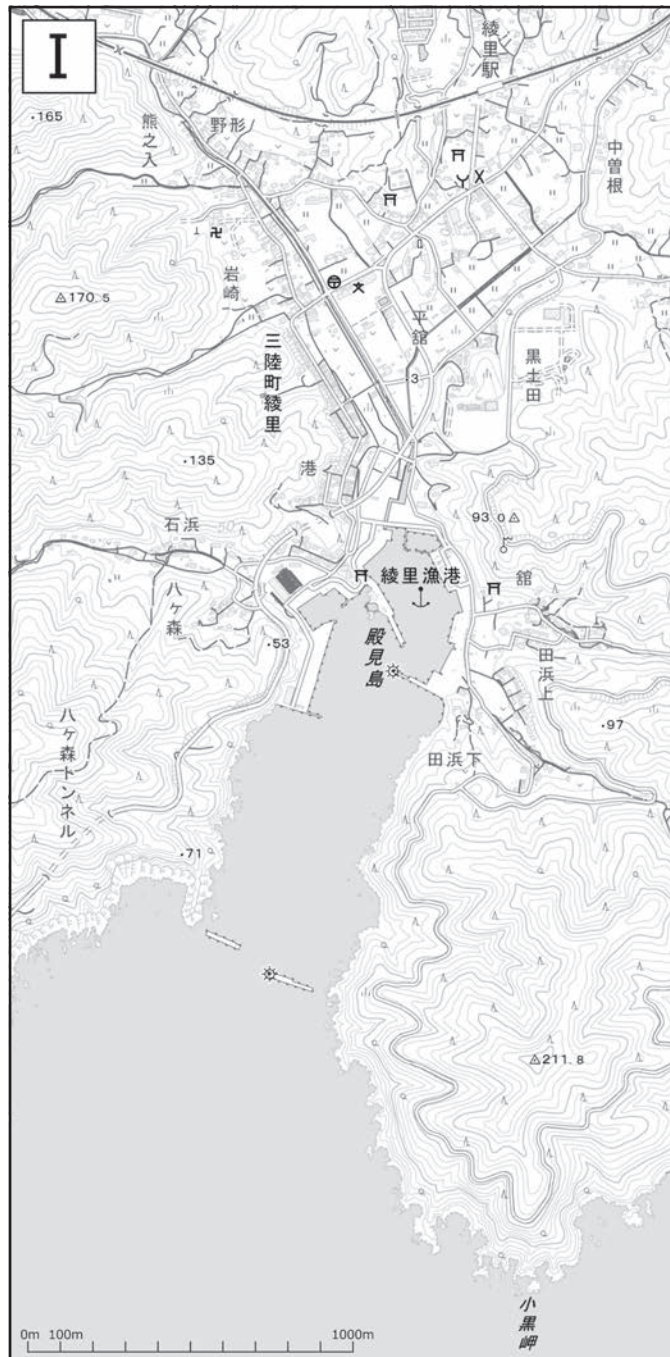 I
綾里駅
・165
熊之入
野形
中曽根
岩崎
△170.5
平舘
三陸町綾里
・3
黒土田
・135
港
93.0△
石浜
50
綾里漁港
舘
八ヶ森
殿見島
・53
田浜上
・97
田浜下
八ヶ森トンネル
・71
△211.8
小黒岬
0m 100m 1000m